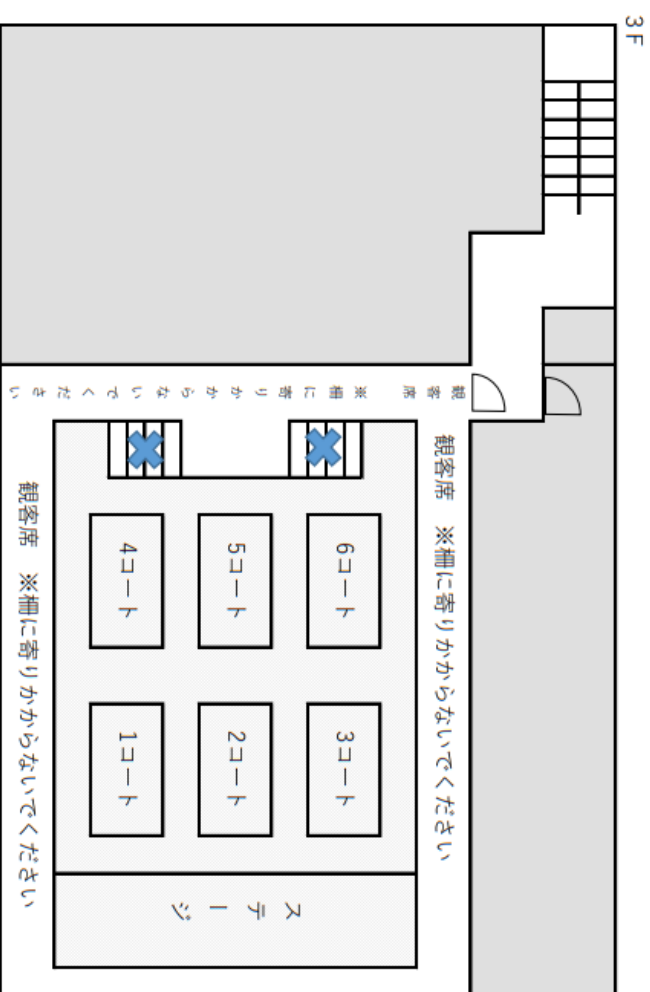 3F
観客席　※柵に寄りかからないでください
観客席　※柵に寄りかからないでください
観客席　※柵に寄りかからないでください
6コート
5コート
4コート
3コート
2コート
1コート
ステージ